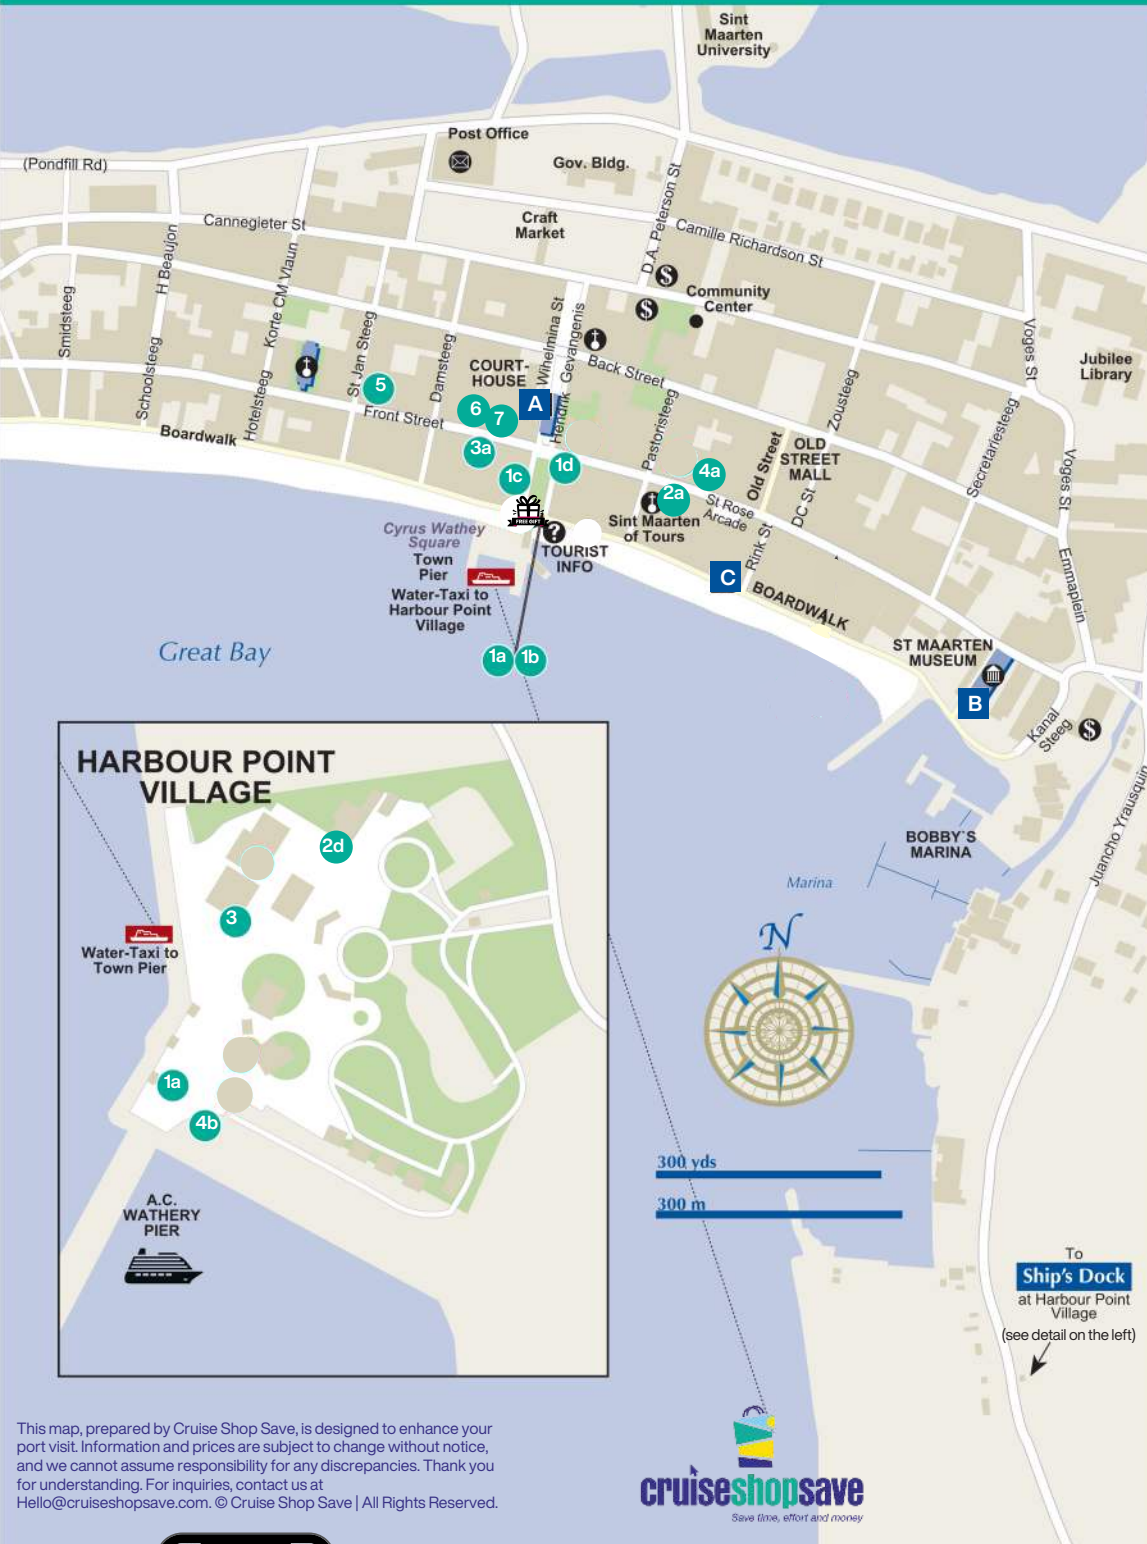 Sint
Maarten
University
Post Office
(Pondfill Rd)
Gov. Bldg.
Cannegieter St
Craft
Market
D.A. Peterson St
Camille Richardson St
H Beaujon
Korte CM Vlaun
$
$
Community
Center
Smidsteeg
Schoolsteeg
Hotelsteeg
St Jan Steeg
Damsteeg
Wihelmina St
Hendrik Gevangenis
Back Street
Voges St
Jubilee
Library
COURT-
HOUSE
A
5
6
7
Front Street
Boardwalk
3a
1c
1d
Pastoristeeg
4a
2a
Old Street
OLD
STREET
MALL
Zousteeg
Secretariesteeg
Voges St
St Rose
Arcade
DC St
Rink St
FREE GIFT
Cyrus Wathey
Square
Town
Pier
?
TOURIST
INFO
Sint Maarten
of Tours
Water-Taxi to
Harbour Point
Village
C
BOARDWALK
Emmaplein
Great Bay
1a
1b
ST MAARTEN
MUSEUM
B
Kanal
Steeg
$
Juancho Yrausquin
HARBOUR POINT
VILLAGE
2d
3
Water-Taxi to
Town Pier
1a
4b
A.C.
WATHERY
PIER
BOBBY`S
MARINA
Marina
N
300 yds
300 m
To
Ship's Dock
at Harbour Point
Village
(see detail on the left)
This map, prepared by Cruise Shop Save, is designed to enhance your
port visit. Information and prices are subject to change without notice,
and we cannot assume responsibility for any discrepancies. Thank you
for understanding. For inquiries, contact us at
Hello@cruiseshopsave.com. © Cruise Shop Save | All Rights Reserved.
cruiseshopsave
Save time, effort and money